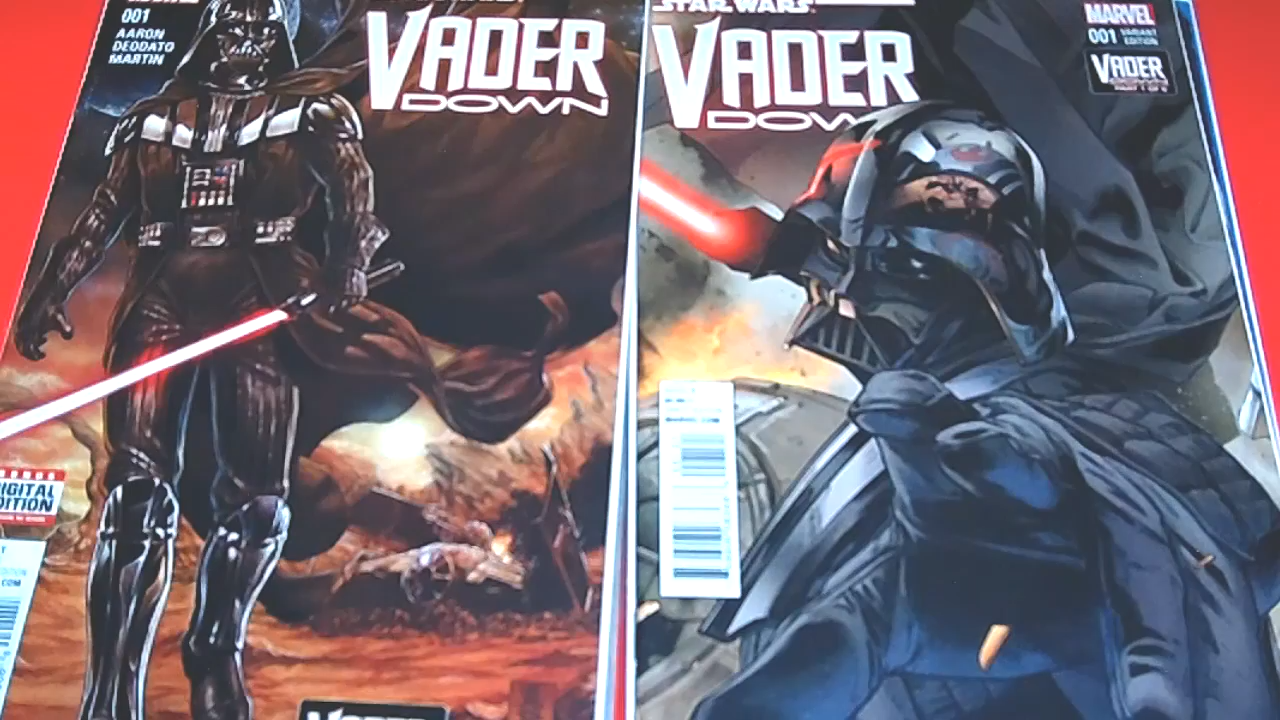 001
AARON
DEODATO
MARTIN
VADER
DOWN
DIGITAL
EDITION
STAR WARS
VADER
DOW
MARVEL
001 VARIANT
EDITION
VADER
DOWN